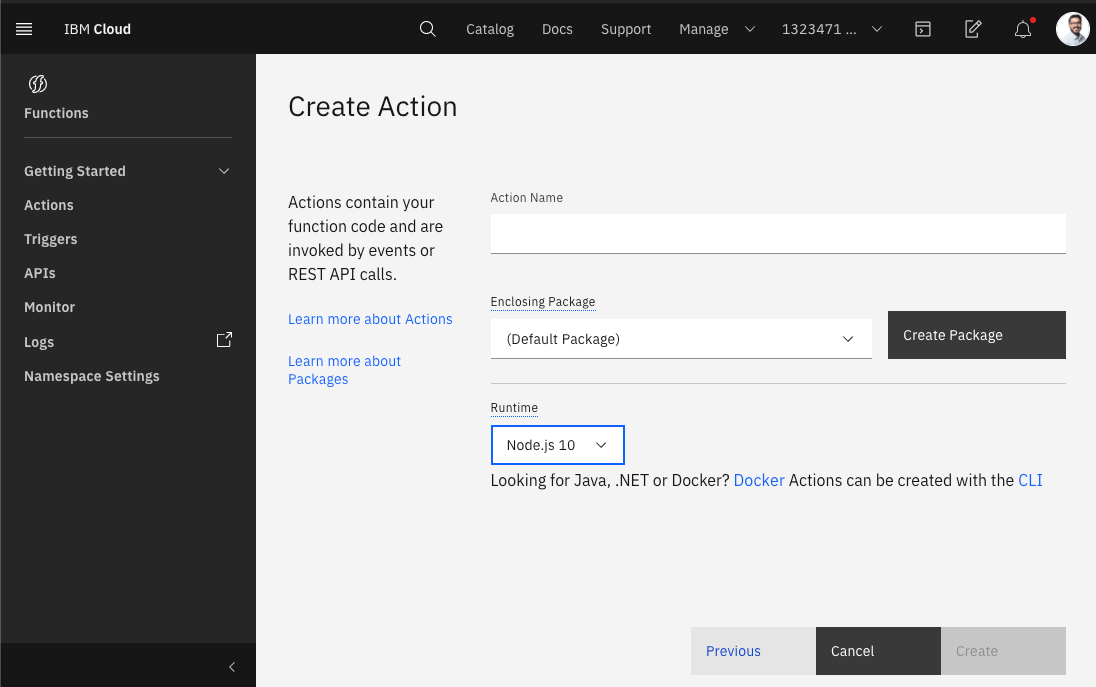 IBM Cloud
Catalog
Docs
Support
Manage
1323471 ...
Functions
Getting Started
Actions
Triggers
APIs
Monitor
Logs
Namespace Settings
Create Action
Actions contain your
function code and are
invoked by events or
REST API calls.
Learn more about Actions
Learn more about
Packages
Action Name
Enclosing Package
(Default Package)
Create Package
Runtime
Node.js 10
Looking for Java, .NET or Docker? Docker Actions can be created with the CLI
Previous
Cancel
Create